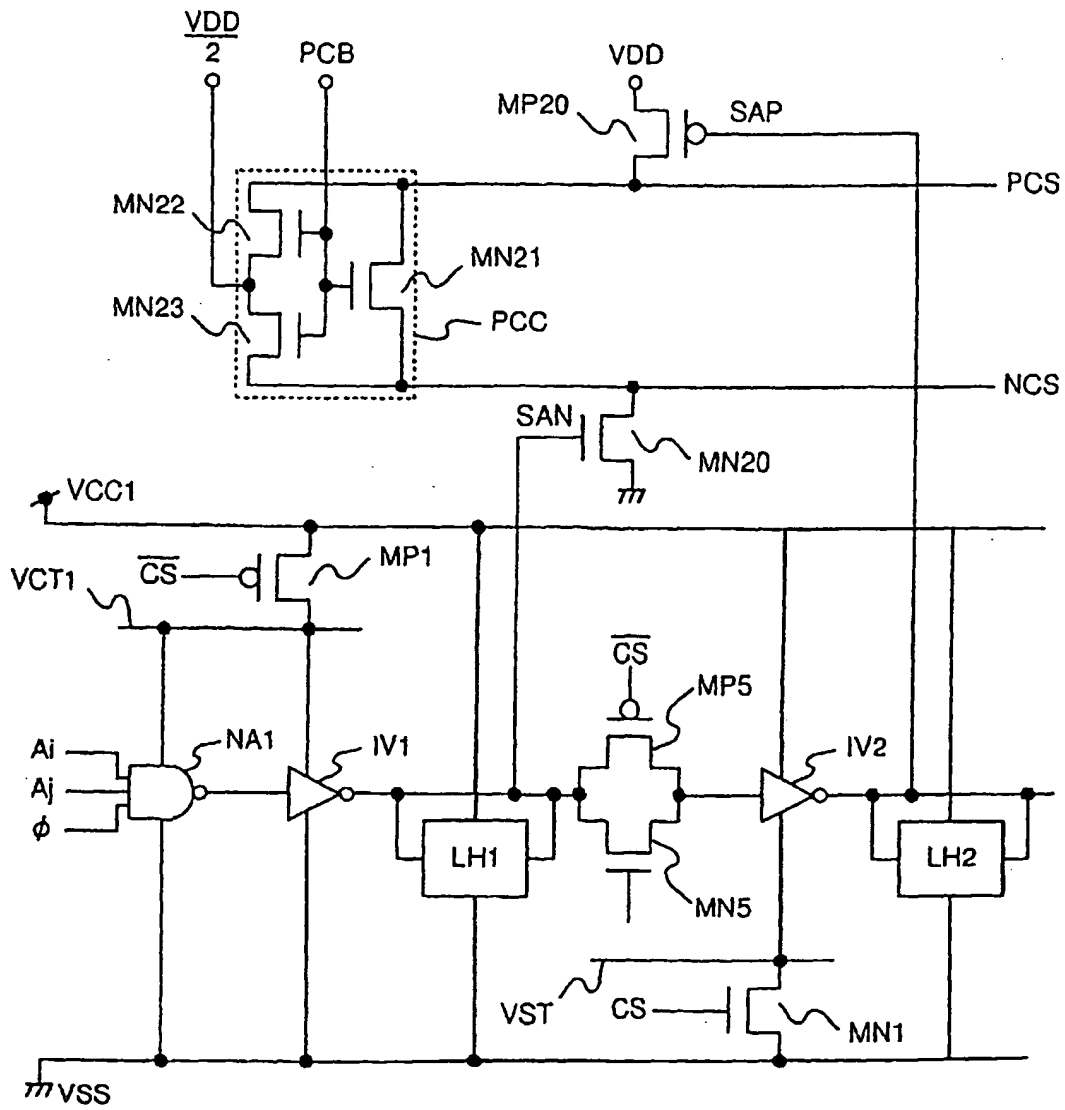 VDD
2
PCB
VDD
MP20
SAP
PCS
MN22
MN21
MN23
PCC
NCS
SAN
MN20
VCC1
CS
MP1
VCT1
CS
MP5
Ai
NA1
IV1
IV2
Aj
ϕ
LH1
LH2
MN5
VST
CS
MN1
VSS